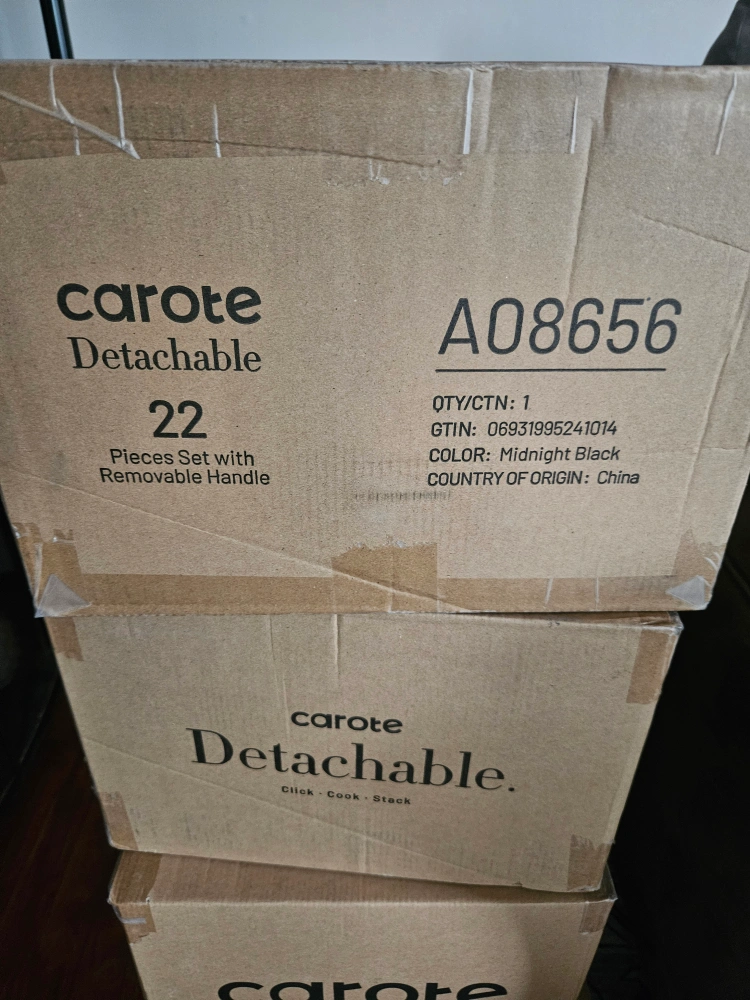 carote
Detachable
22
Pieces Set with
Removable Handle
A08656
QTY/CTN: 1
GTIN: 06931995241014
COLOR: Midnight Black
COUNTRY OF ORIGIN: China
carote
Detachable.
Click · Cook · Stack
carote